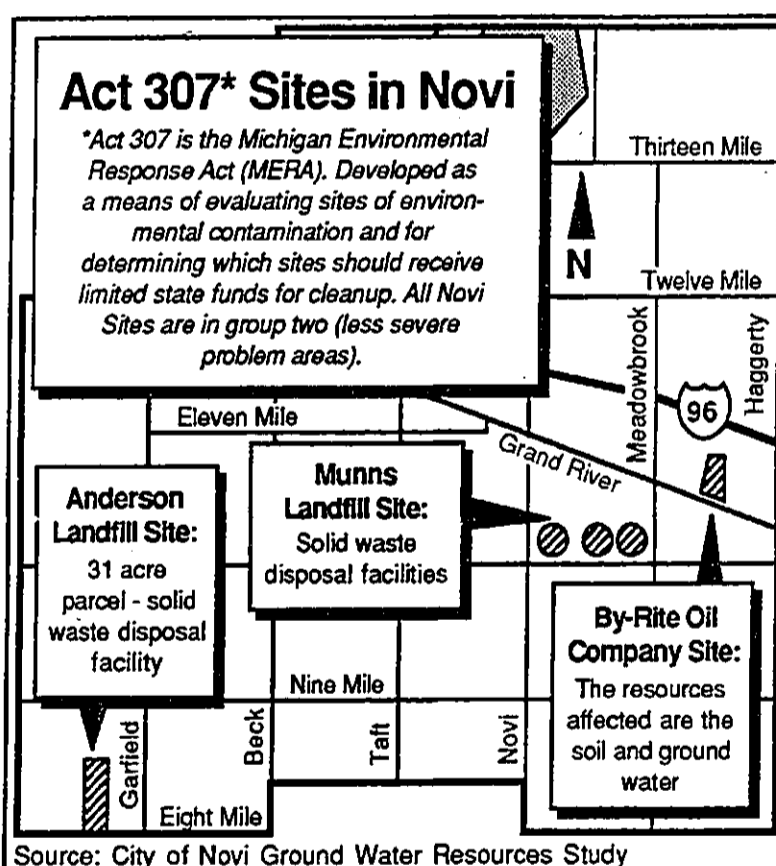 Act 307* Sites in Novi
*Act 307 is the Michigan Environmental
Response Act (MERA). Developed as
a means of evaluating sites of environ-
mental contamination and for
determining which sites should receive
limited state funds for cleanup. All Novi
Sites are in group two (less severe
problem areas).
Thirteen Mile
N
Twelve Mile
Meadowbrook
Haggerty
96
Eleven Mile
Grand River
Anderson
Landfill Site:
31 acre
parcel - solid
waste disposal
facility
Munns
Landfill Site:
Solid waste
disposal facilities
By-Rite Oil
Company Site:
The resources
affected are the
soil and ground
water
Nine Mile
Garfield
Beck
Taft
Novi
Eight Mile
Source: City of Novi Ground Water Resources Study